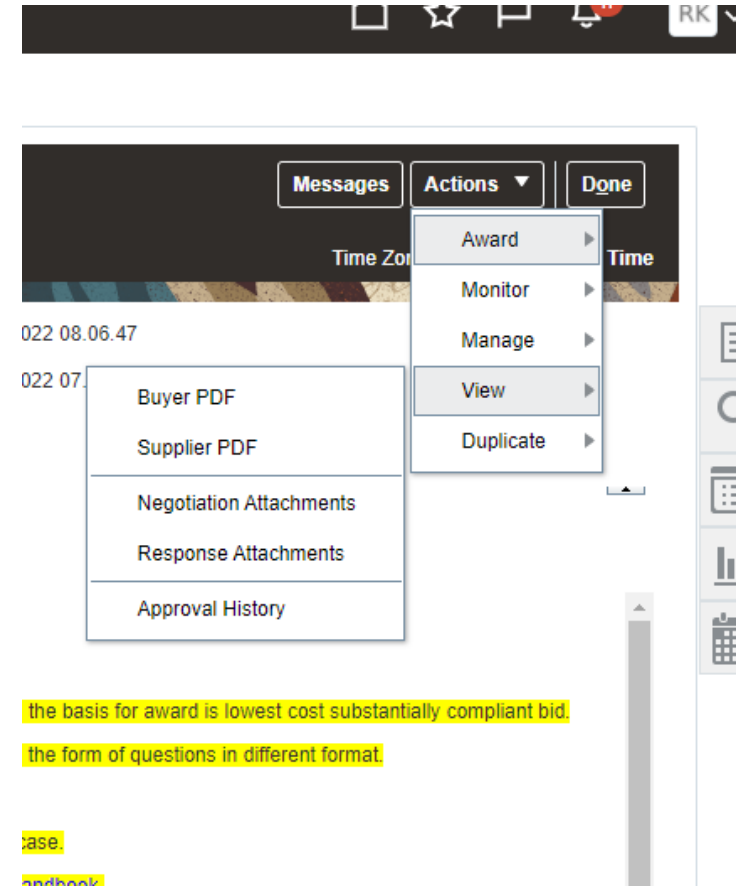 RK
Messages Actions Done
Time Zon Time
Award
Monitor
022 08.06.47
Manage
022 07.
View
Duplicate
Buyer PDF
Supplier PDF
Negotiation Attachments
Response Attachments
Approval History
the basis for award is lowest cost substantially compliant bid.
the form of questions in different format.
case.
andbook.